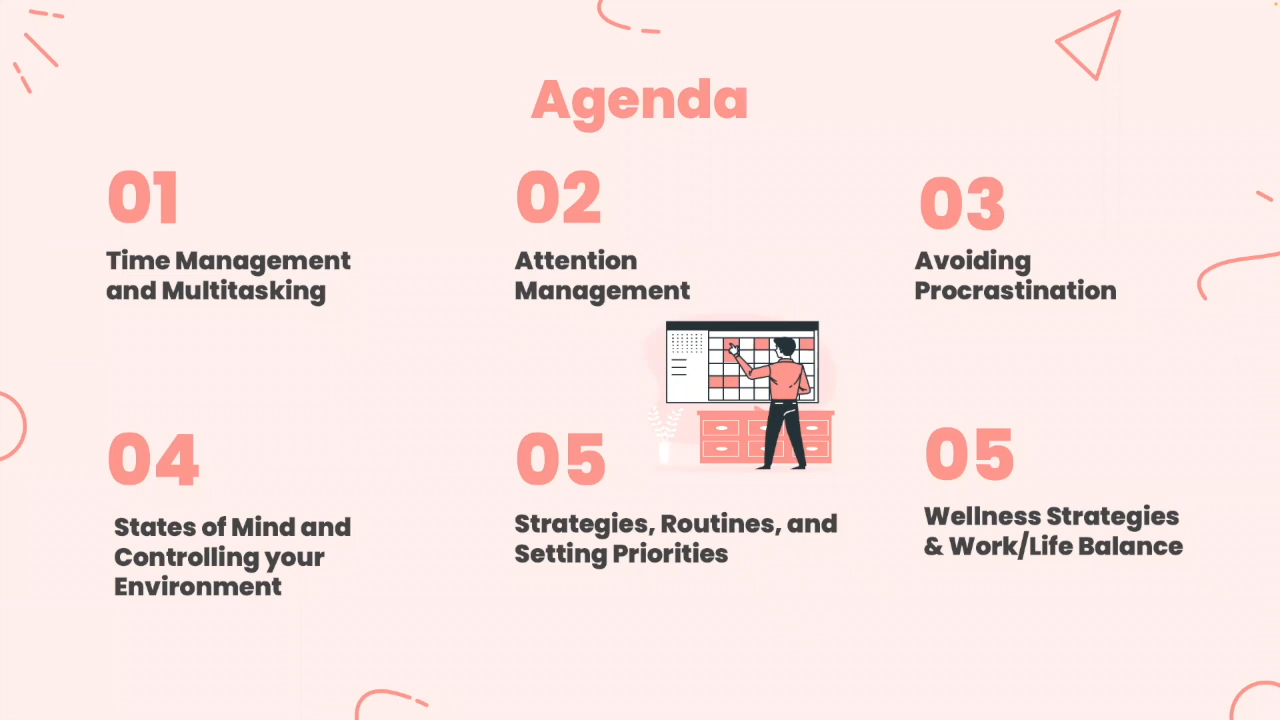 Agenda
01
Time Management
and Multitasking
02
Attention
Management
03
Avoiding
Procrastination
04
States of Mind and
Controlling your
Environment
05
Strategies, Routines, and
Setting Priorities
05
Wellness Strategies
& Work/Life Balance